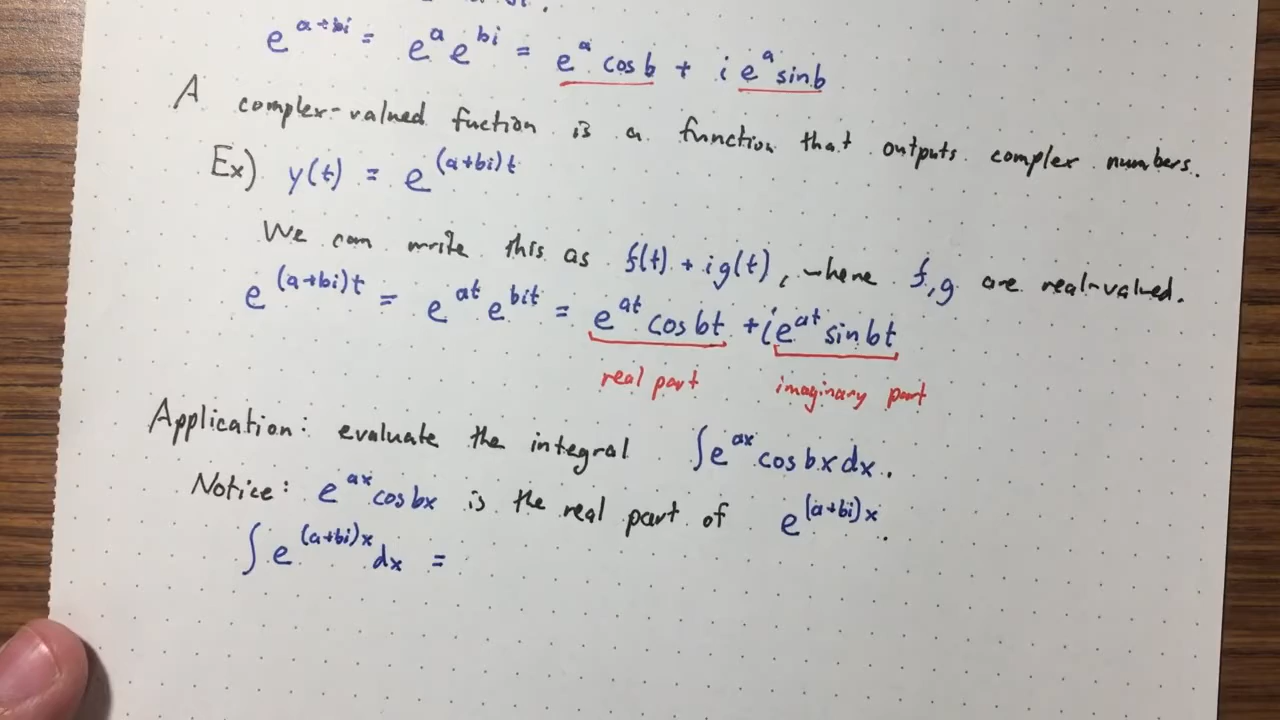 e^{a+bi} = e^a e^{bi} = e^a cos b + i e^a sin b
A complex-valued fuction is a function that outputs complex numbers.
Ex) y(t) = e^{(a+bi)t}
We can write this as f(t) + ig(t), where f,g are real-valued.
e^{(a+bi)t} = e^{at} e^{bit} = e^{at} cos bt + i e^{at} sin bt
real part imaginary part
Application: evaluate the integral ∫e^{ax} cos bx dx.
Notice: e^{ax} cos bx is the real part of e^{(a+bi)x}.
∫e^{(a+bi)x} dx =